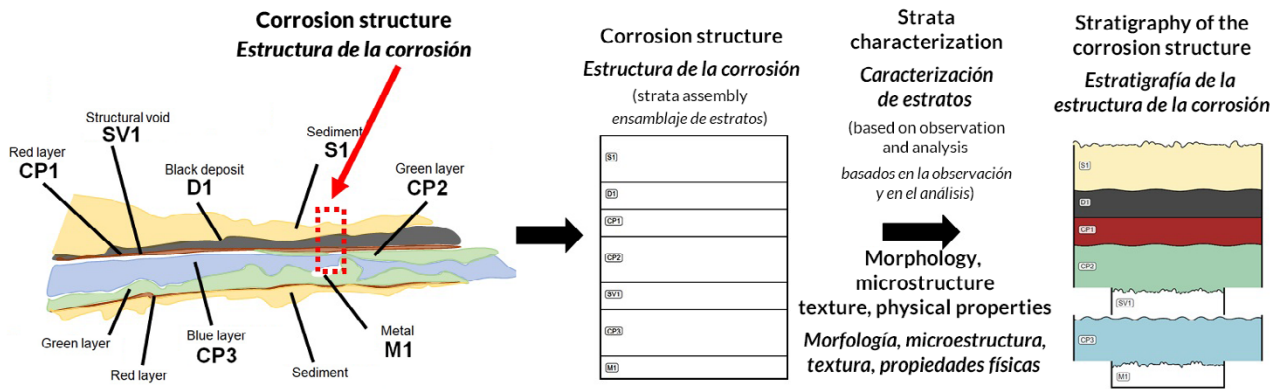 Corrosion structure
Estructura de la corrosión
Structural void
SV1
Sediment
S1
Red layer
CP1
Black deposit
D1
Green layer
CP2
Green layer
Red layer
Blue layer
CP3
Sediment
Metal
M1
Corrosion structure
Estructura de la corrosión
(strata assembly
ensamblaje de estratos)
S1
D1
CP1
CP2
SV1
CP3
M1
Strata
characterization
Caracterización
de estratos
(based on observation
and analysis
basados en la observación
y en el análisis)
Morphology,
microstructure
texture, physical properties
Morfología, microestructura,
textura, propiedades físicas
Stratigraphy of the
corrosion structure
Estratigrafía de la
estructura de la corrosión
S1
D1
CP1
CP2
SV1
CP3
M1